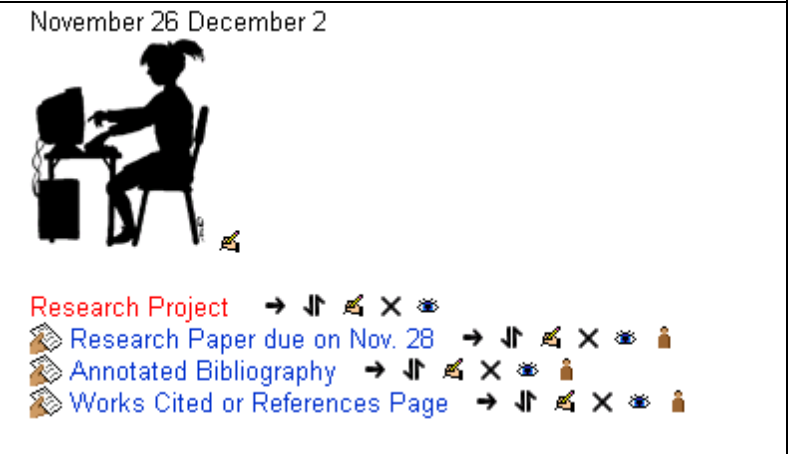 November 26 December 2
Research Project
Research Paper due on Nov. 28
Annotated Bibliography
Works Cited or References Page